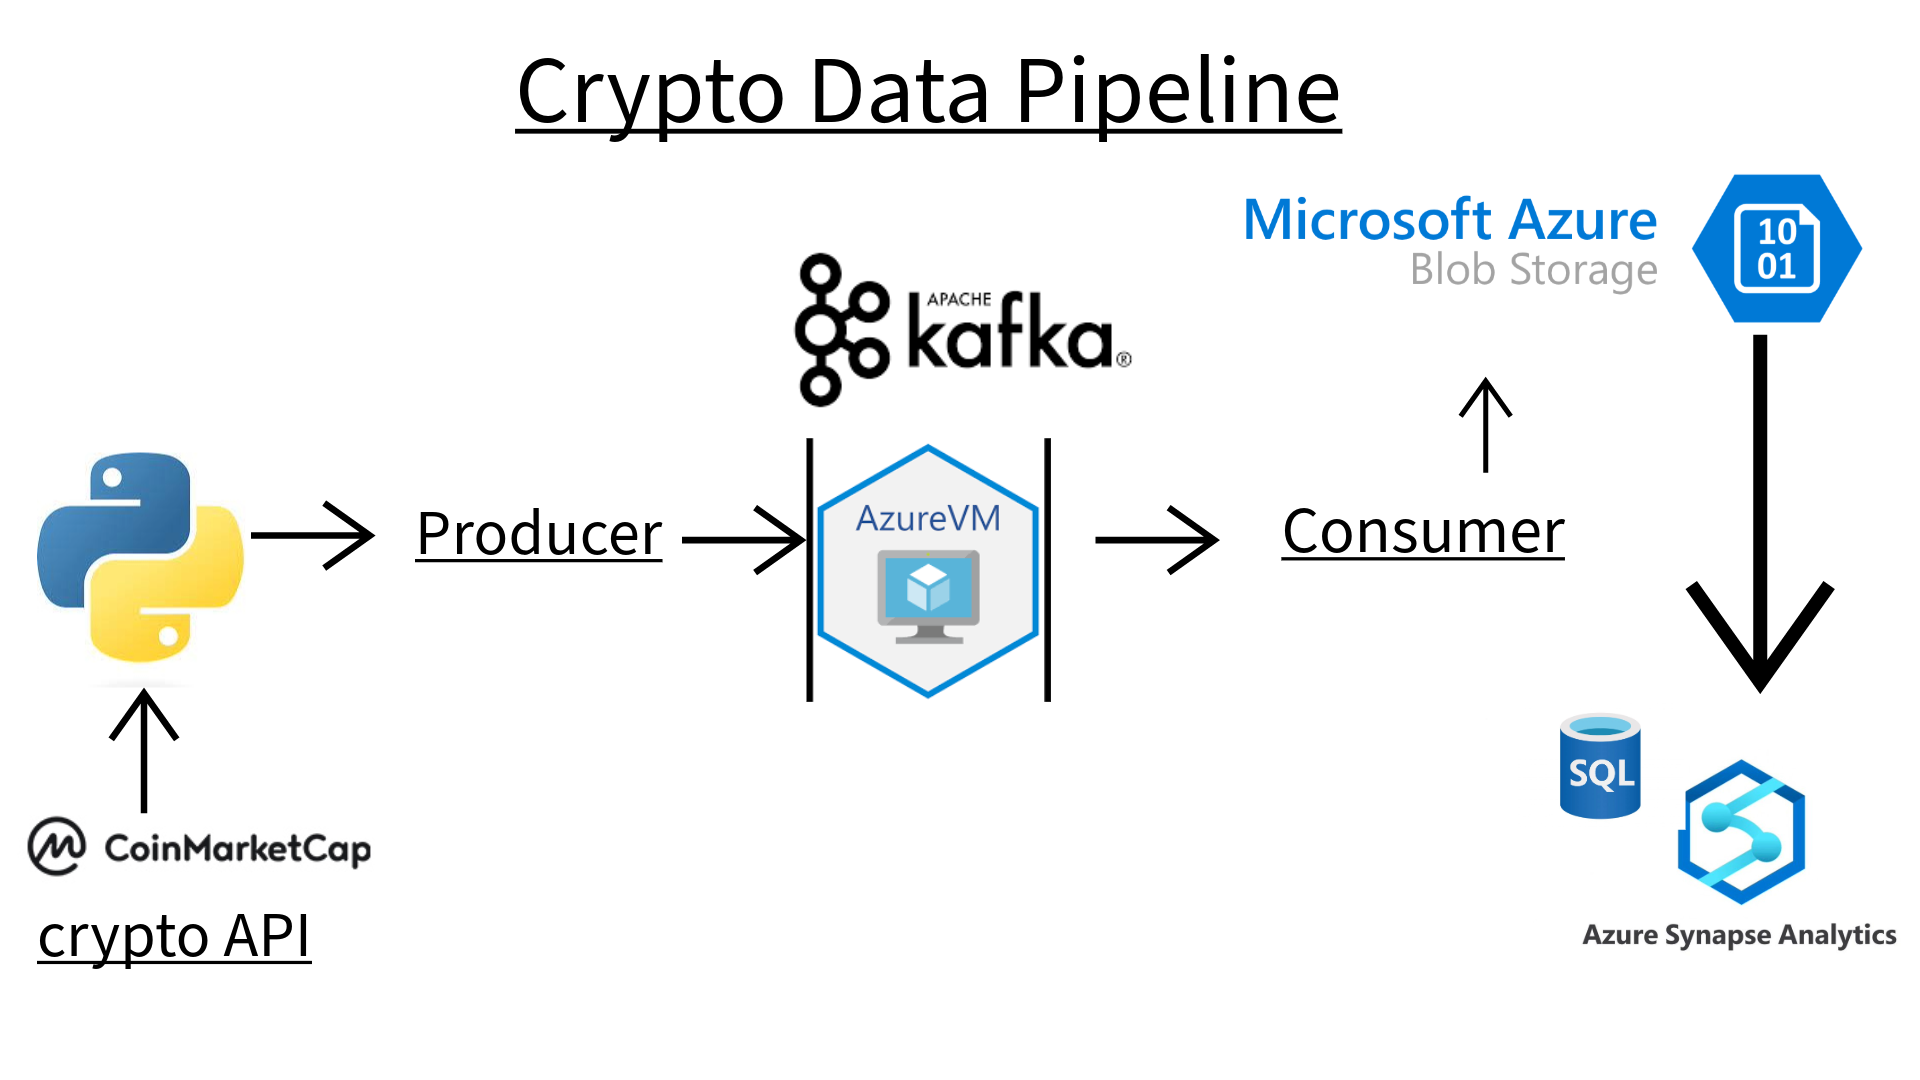 Crypto Data Pipeline
Microsoft Azure
Blob Storage
10
01
APACHE
kafka®
AzureVM
Producer
Consumer
SQL
CoinMarketCap
crypto API
Azure Synapse Analytics